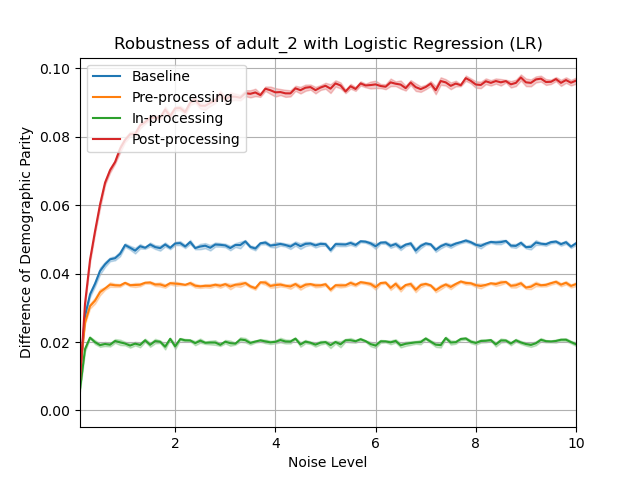 Robustness of adult_2 with Logistic Regression (LR)
Difference of Demographic Parity
0.10
0.08
0.06
0.04
0.02
0.00
Baseline
Pre-processing
In-processing
Post-processing
2
4
6
8
10
Noise Level